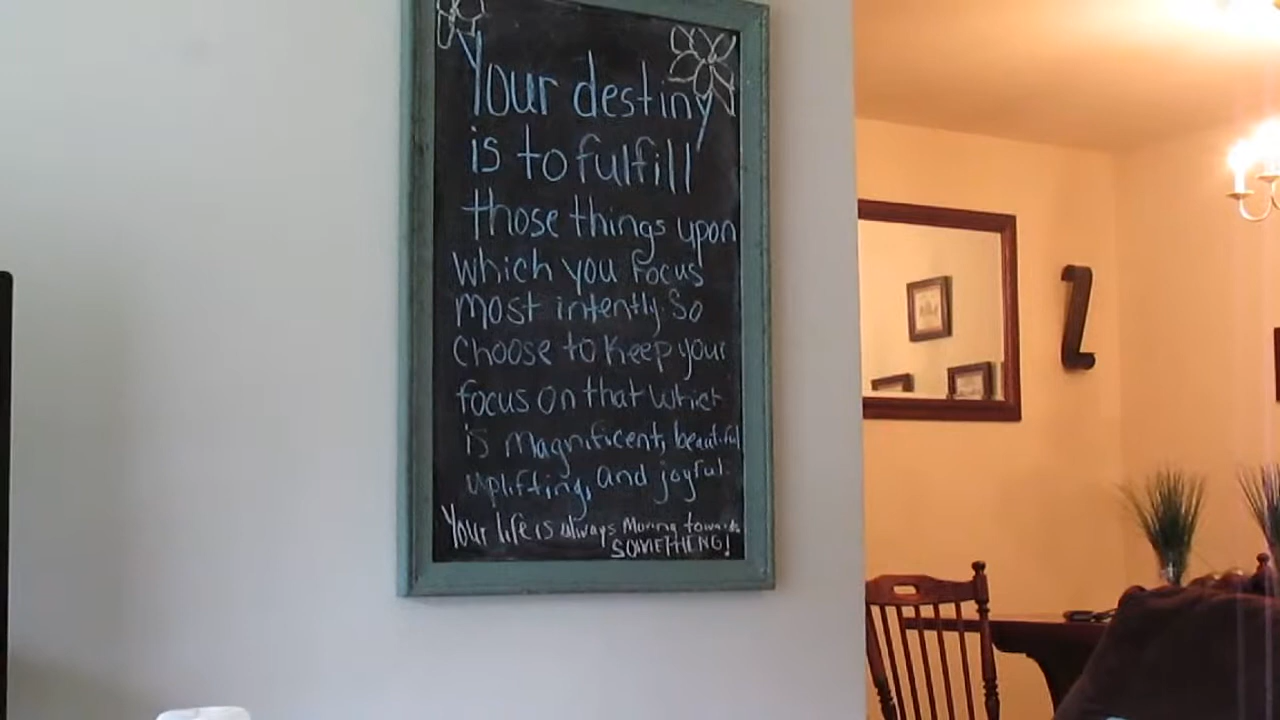 Your destiny
is to fulfill
those things upon
which you focus
most intently. So
choose to keep your
focus on that which
is magnificent, beautiful
uplifting, and joyful.
Your life is always Moving towards
SOMETHING!